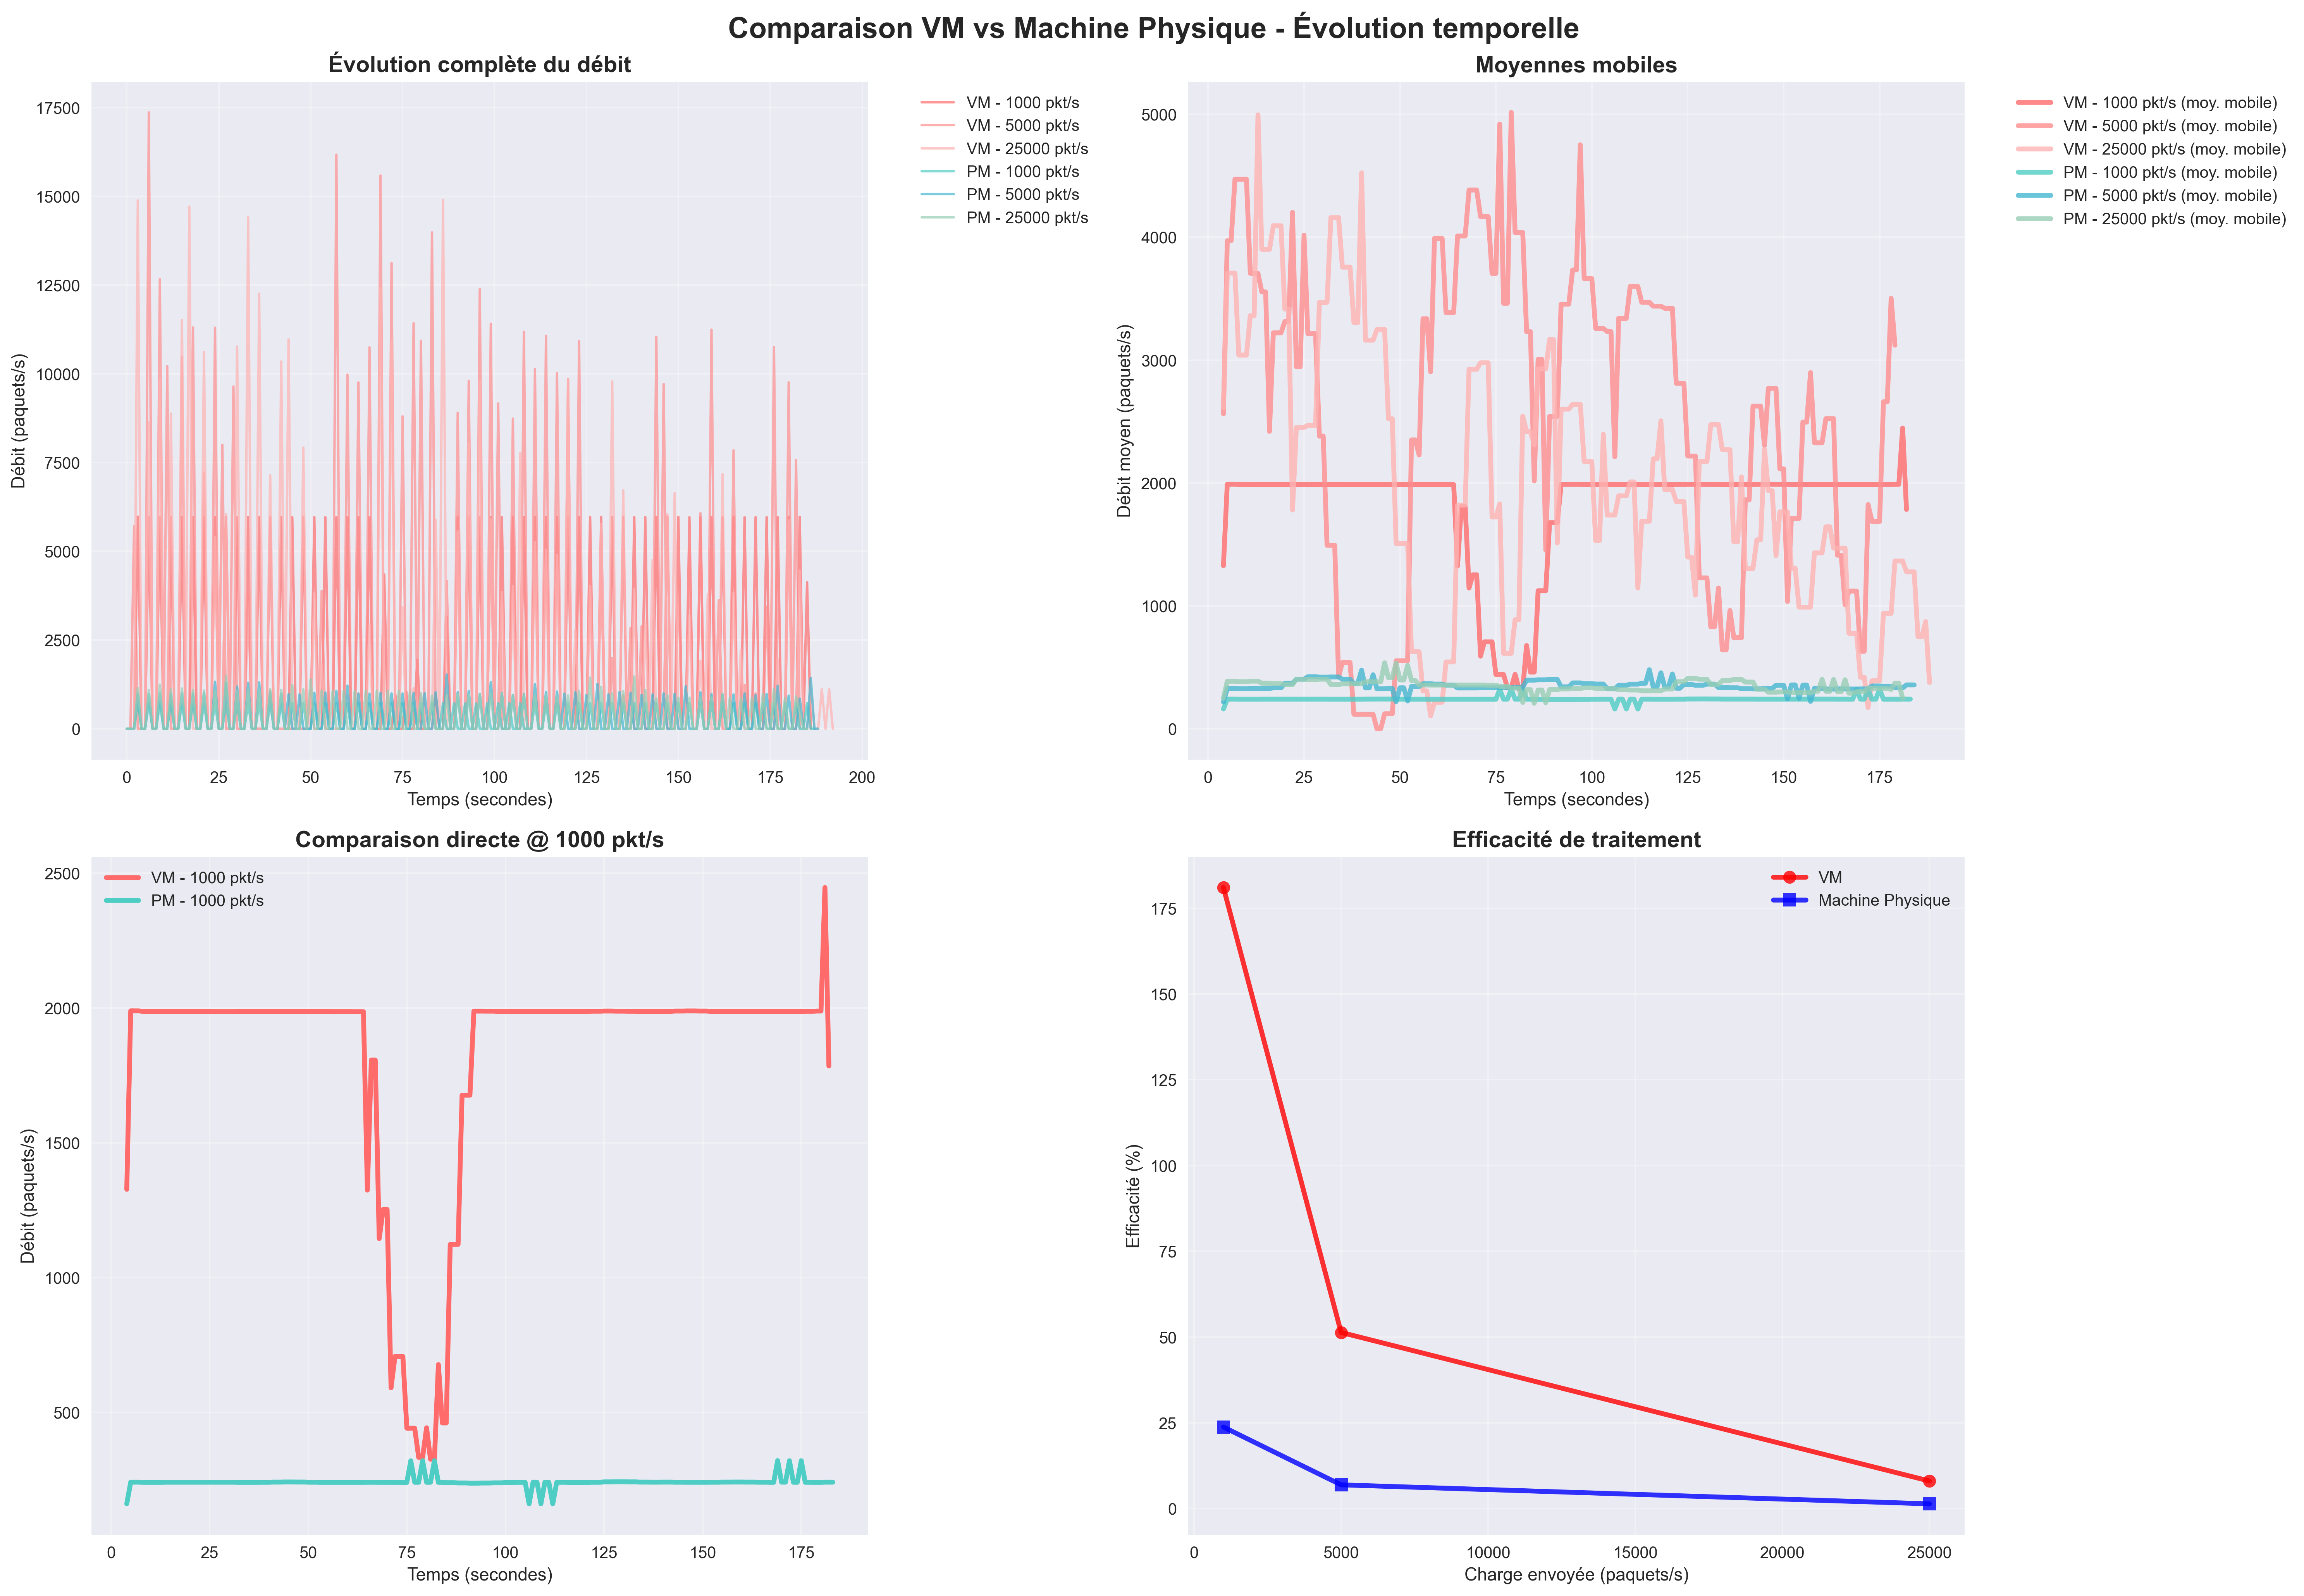 Comparaison VM vs Machine Physique - Évolution temporelle
Évolution complète du débit
17500
15000
12500
10000
7500
5000
2500
0
Débit (paquets/s)
0 25 50 75 100 125 150 175 200
Temps (secondes)
VM - 1000 pkt/s
VM - 5000 pkt/s
VM - 25000 pkt/s
PM - 1000 pkt/s
PM - 5000 pkt/s
PM - 25000 pkt/s
Moyennes mobiles
5000
4000
3000
2000
1000
0
Débit moyen (paquets/s)
0 25 50 75 100 125 150 175
Temps (secondes)
VM - 1000 pkt/s (moy. mobile)
VM - 5000 pkt/s (moy. mobile)
VM - 25000 pkt/s (moy. mobile)
PM - 1000 pkt/s (moy. mobile)
PM - 5000 pkt/s (moy. mobile)
PM - 25000 pkt/s (moy. mobile)
Comparaison directe @ 1000 pkt/s
VM - 1000 pkt/s
PM - 1000 pkt/s
2500
2000
1500
1000
500
Débit (paquets/s)
0 25 50 75 100 125 150 175
Temps (secondes)
Efficacité de traitement
VM
Machine Physique
175
150
125
100
75
50
25
0
Efficacité (%)
0 5000 10000 15000 20000 25000
Charge envoyée (paquets/s)